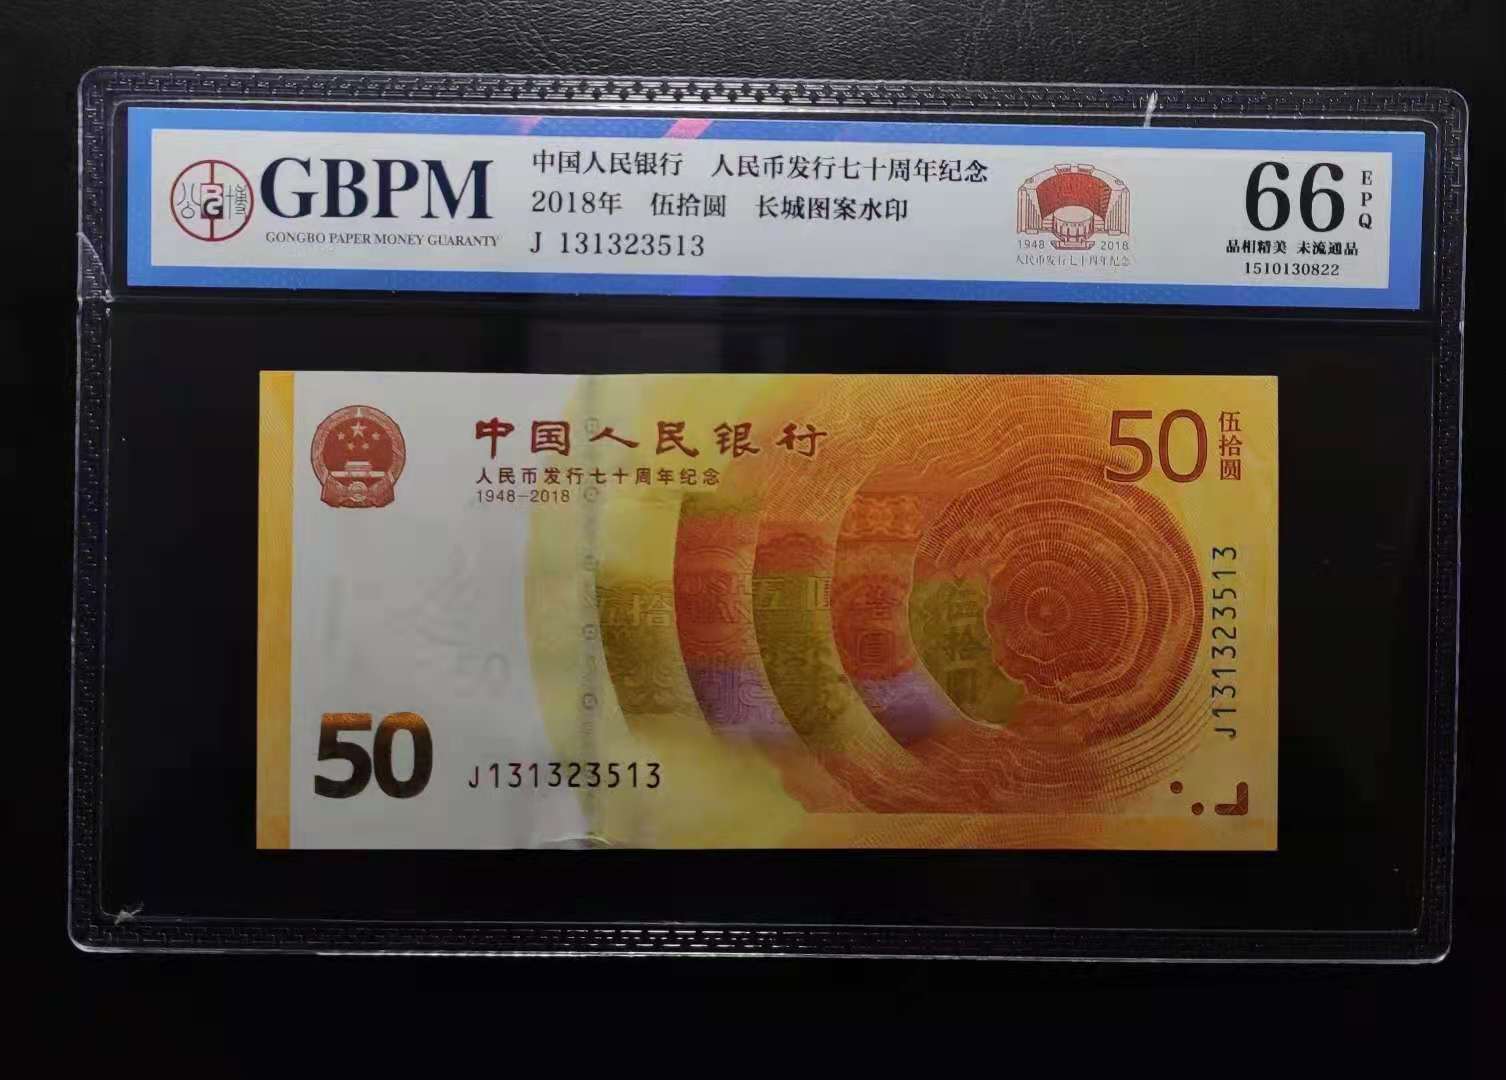 GBPM
GONGBO PAPER MONEY GUARANTY
中国人民银行 人民币发行七十周年纪念
2018年 伍拾圆 长城图案水印
J 131323513
1948 2018
人民币发行七十周年纪念
66
EPQ
品相精美 未流通品
1510130822
中国人民银行
人民币发行七十周年纪念
1948-2018
50
伍拾圆
50
50
J131323513
J131323513